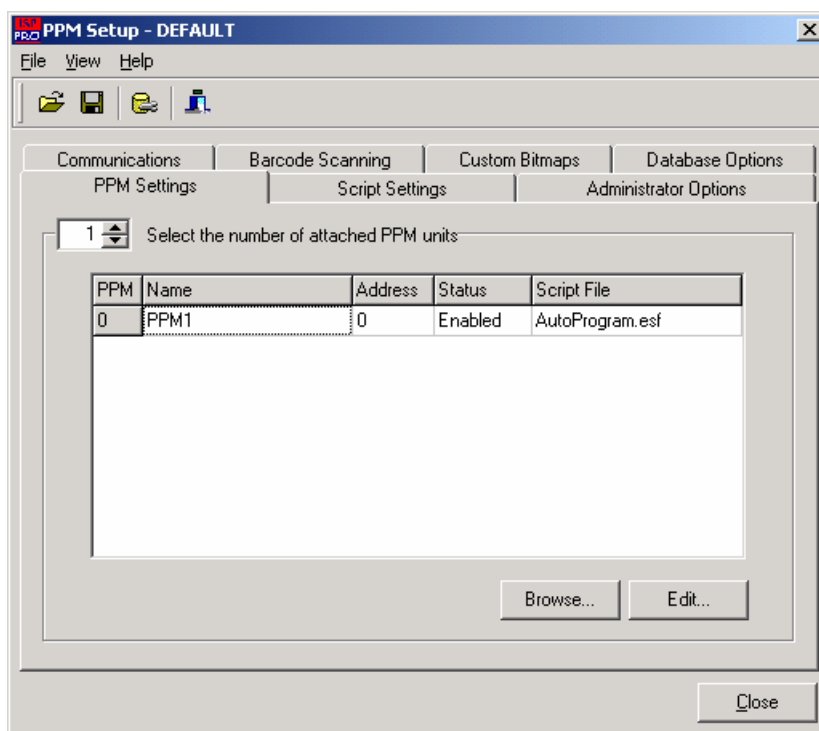 ISP PRO PPM Setup - DEFAULT
File View Help
Communications Barcode Scanning Custom Bitmaps Database Options
PPM Settings Script Settings Administrator Options
1 Select the number of attached PPM units
PPM Name Address Status Script File
0 PPM1 0 Enabled AutoProgram.esf
Browse... Edit...
Close